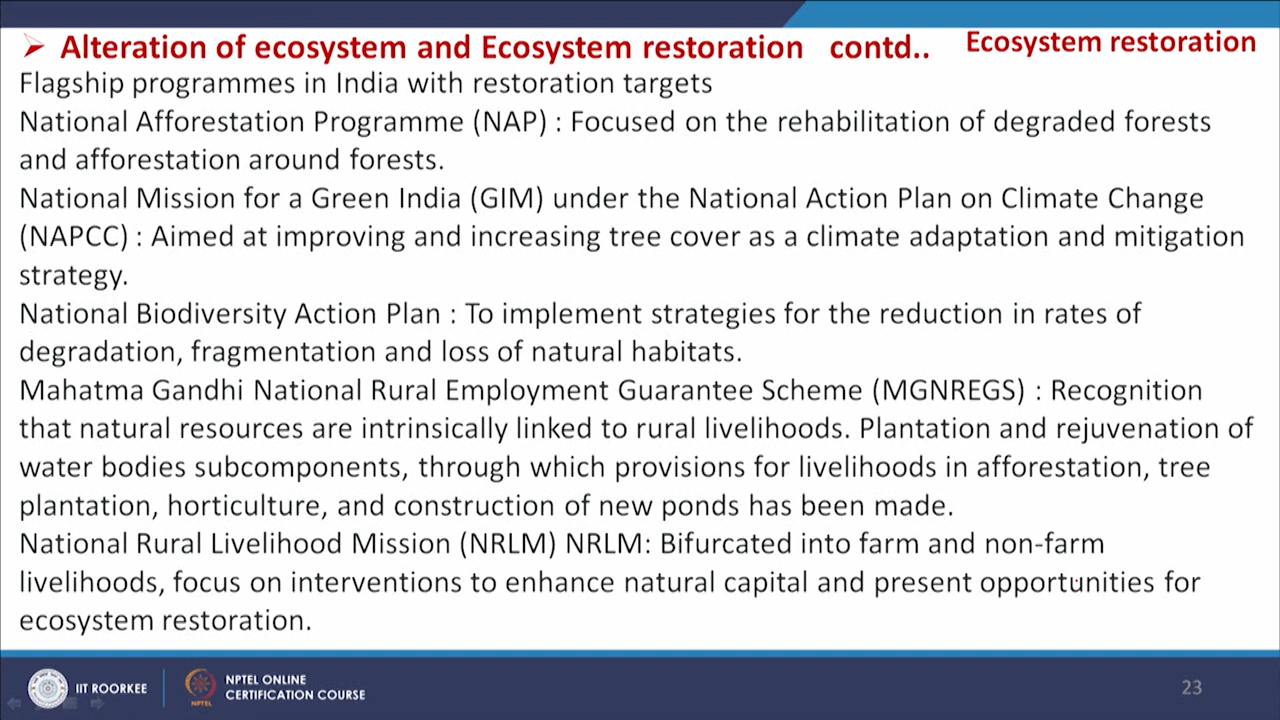 ➢ Alteration of ecosystem and Ecosystem restoration contd.. Ecosystem restoration
Flagship programmes in India with restoration targets
National Afforestation Programme (NAP) : Focused on the rehabilitation of degraded forests
and afforestation around forests.
National Mission for a Green India (GIM) under the National Action Plan on Climate Change
(NAPCC) : Aimed at improving and increasing tree cover as a climate adaptation and mitigation
strategy.
National Biodiversity Action Plan : To implement strategies for the reduction in rates of
degradation, fragmentation and loss of natural habitats.
Mahatma Gandhi National Rural Employment Guarantee Scheme (MGNREGS) : Recognition
that natural resources are intrinsically linked to rural livelihoods. Plantation and rejuvenation of
water bodies subcomponents, through which provisions for livelihoods in afforestation, tree
plantation, horticulture, and construction of new ponds has been made.
National Rural Livelihood Mission (NRLM) NRLM: Bifurcated into farm and non-farm
livelihoods, focus on interventions to enhance natural capital and present opportunities for
ecosystem restoration.
IIT ROORKEE
NPTEL
NPTEL ONLINE
CERTIFICATION COURSE
23